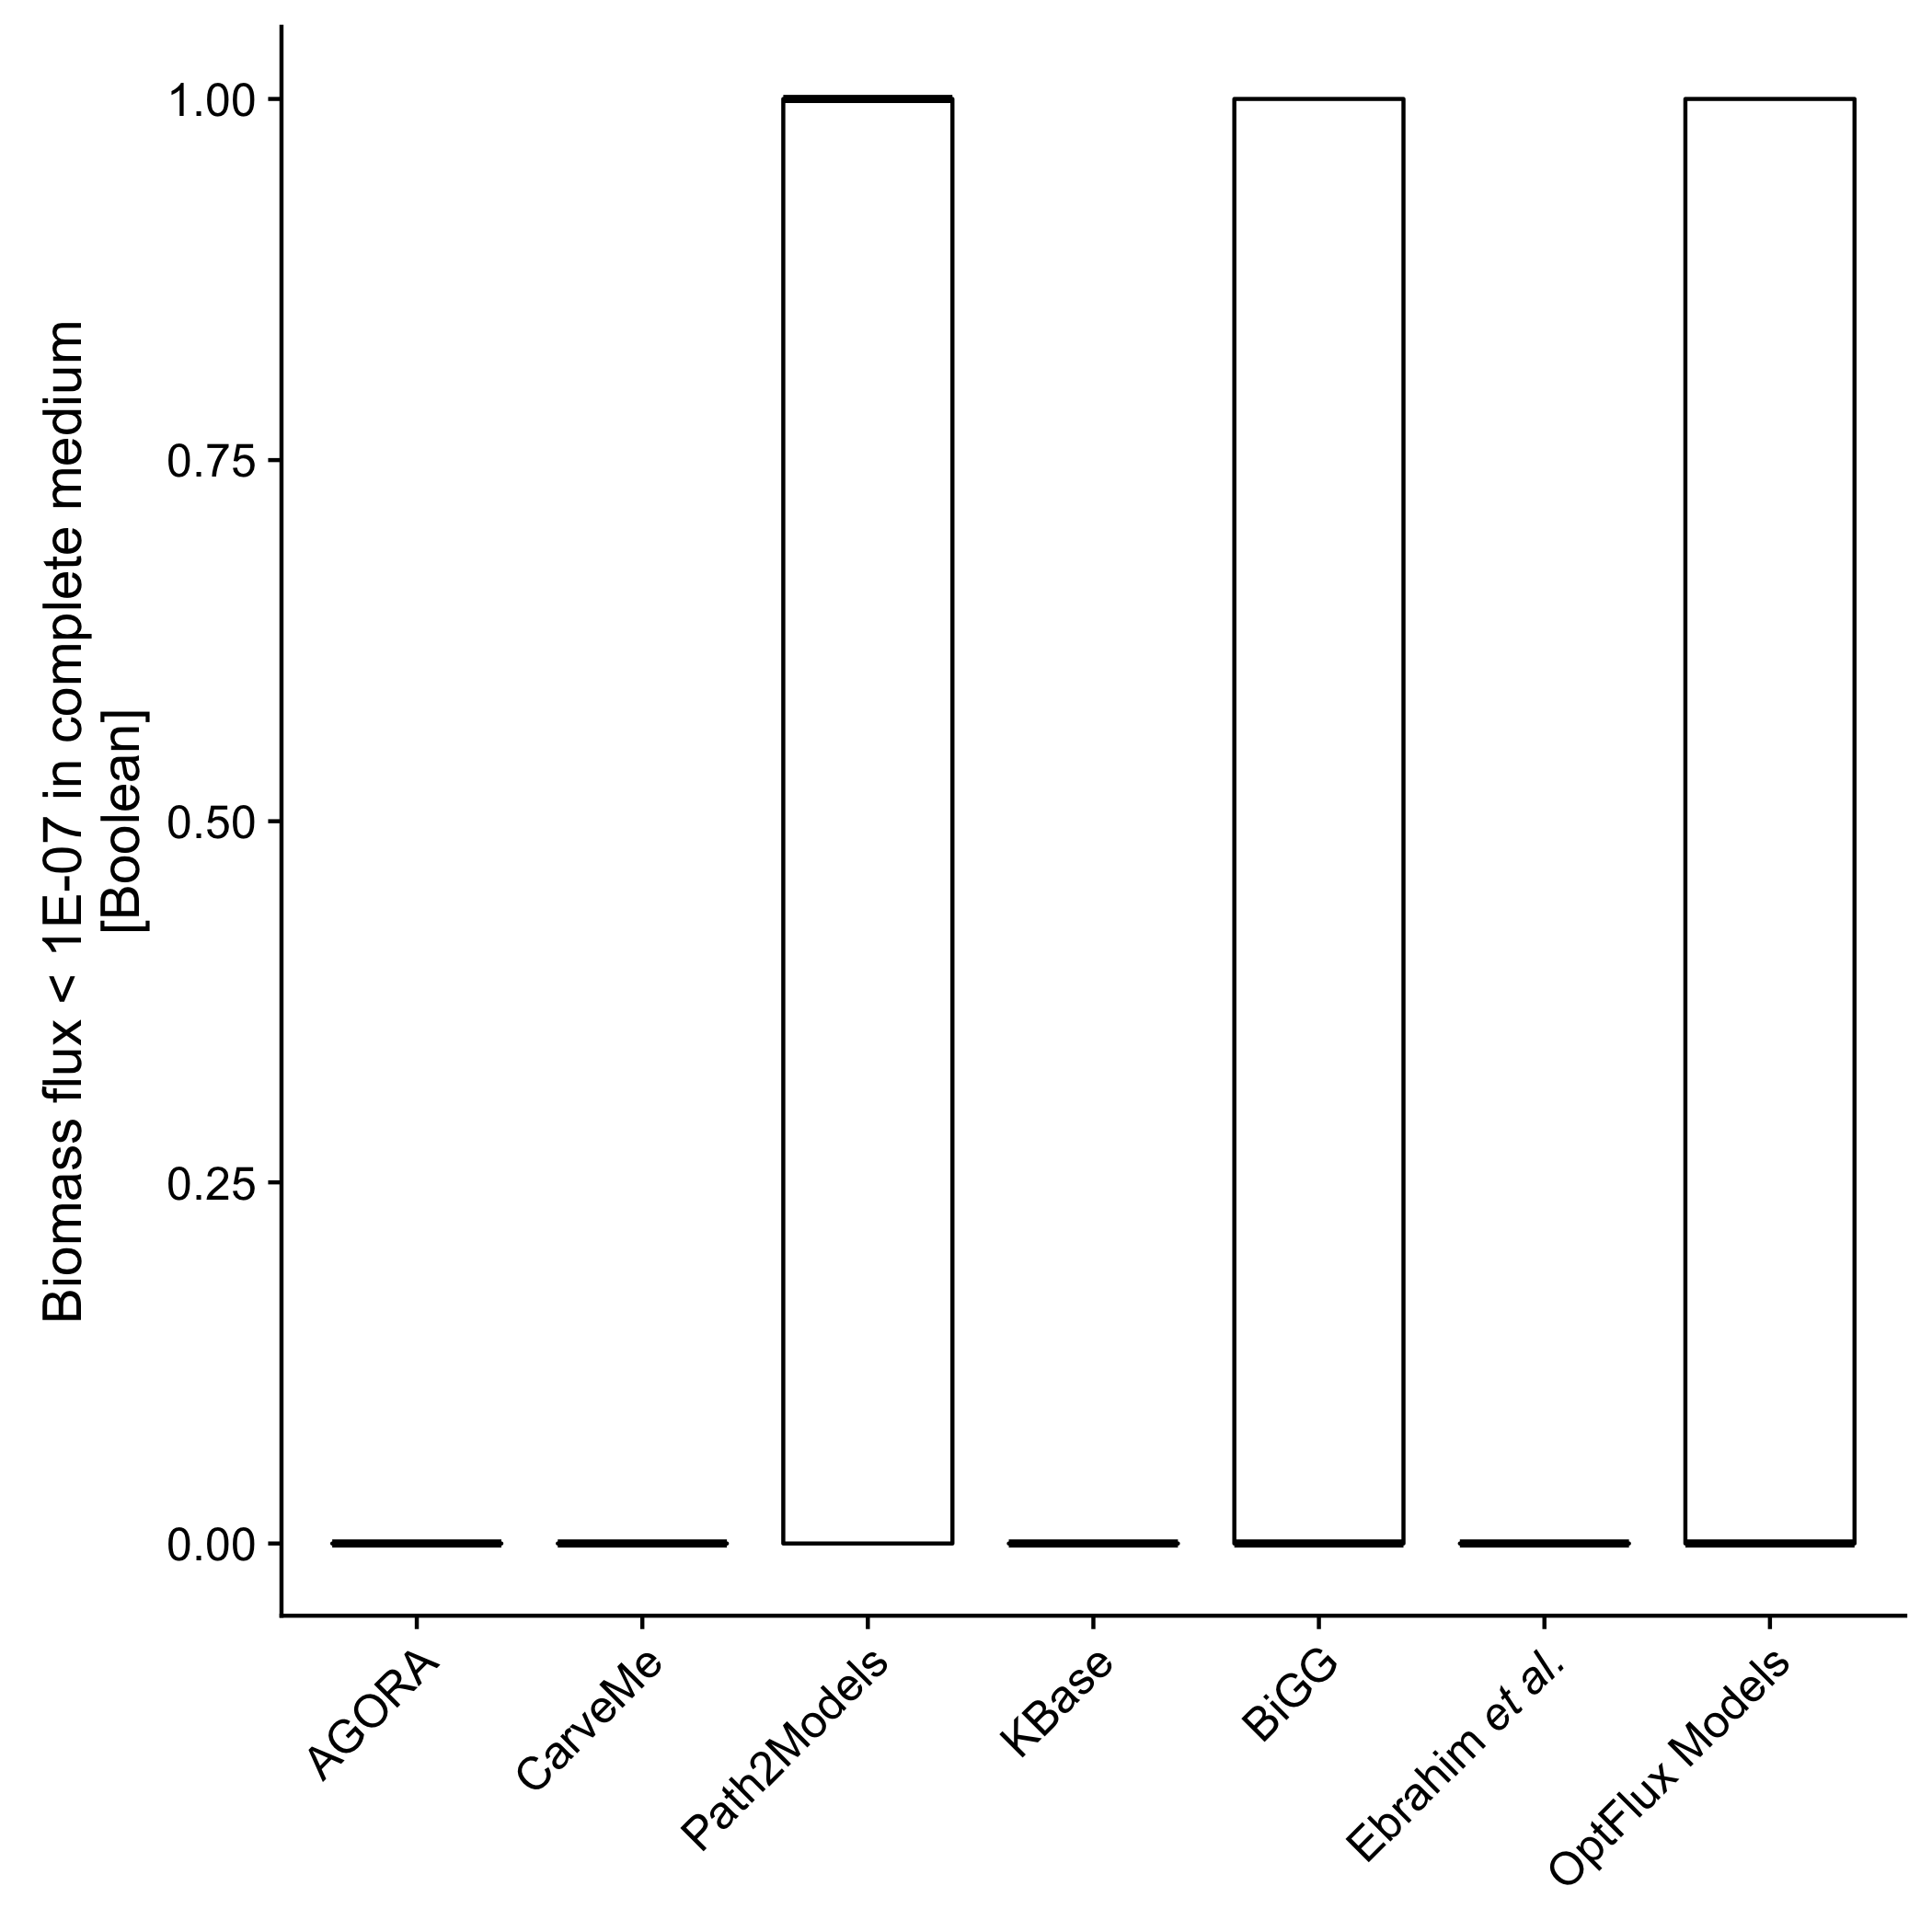 Biomass flux < 1E-07 in complete medium
[Boolean]
1.00
0.75
0.50
0.25
0.00
AGORA
CarveMe
Path2Models
KBase
BiGG
Ebrahim et al.
OptFlux Models